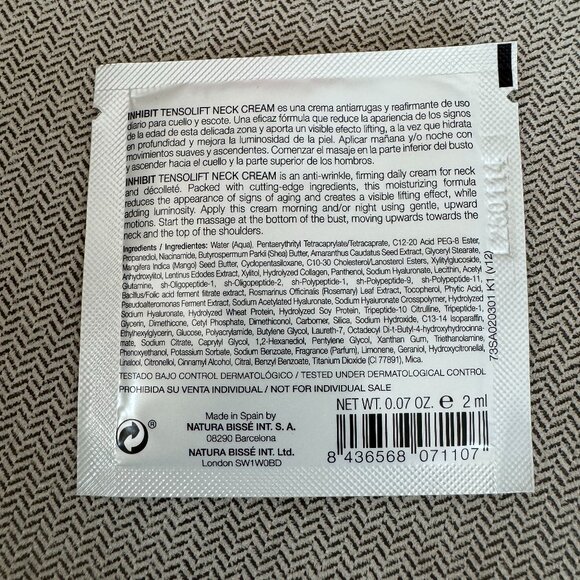 INHIBIT TENSOLIFT NECK CREAM es una crema antiarrugas y reafirmante de uso
diario para cuello y escote. Una eficaz fórmula que reduce la apariencia de los signos
de la edad de esta delicada zona y aporta un visible efecto lifting, a la vez que hidrata
en profundidad y mejora la luminosidad de la piel. Aplicar mañana y/o noche con
movimientos suaves y ascendentes. Comenzar el masaje en la parte inferior del busto
y ascender hacia el cuello y la parte superior de los hombros.
INHIBIT TENSOLIFT NECK CREAM is an anti-wrinkle, firming daily cream for neck
and décolleté. Packed with cutting-edge ingredients, this moisturizing formula
reduces the appearance of signs of aging and creates a visible lifting effect, while
adding luminosity. Apply this cream morning and/or night using gentle, upward
motions. Start the massage at the bottom of the bust, moving upwards towards the
neck and the top of the shoulders.
Ingredientes / Ingredients: Water (Aqua), Pentaerythrityl Tetracaprylate/Tetracaprate, C12-20 Acid PEG-8 Ester,
Propanediol, Niacinamide, Butyrospermum Parkii (Shea) Butter, Amaranthus Caudatus Seed Extract, Glyceryl Stearate,
Mangifera indica (Mango) Seed Butter, Cyclopentasiloxane, C10-30 Cholesterol/Lanosterol Esters, Xylitylglucoside,
Anhydroxylitol, Lentinus Edodes Extract, Xylitol, Hydrolyzed Collagen, Panthenol, Sodium Hyaluronate, Lecithin, Acetyl
Glutamine, sh-Oligopeptide-1, sh-Oligopeptide-2, sh-Polypeptide-1, sh-Polypeptide-9, sh-Polypeptide-11,
Bacillus/Folic acid ferment filtrate extract, Rosmarinus Officinalis (Rosemary) Leaf Extract, Tocopherol, Phytic Acid,
Pseudoalteromonas Ferment Extract, Sodium Acetylated Hyaluronate, Sodium Hyaluronate Crosspolymer, Hydrolyzed
Sodium Hyaluronate, Hydrolyzed Wheat Protein, Hydrolyzed Soy Protein, Tripeptide-10 Citrulline, Tripeptide-1,
Glycerin, Dimethicone, Cetyl Phosphate, Dimethicone, Carbomer, Silica, Sodium Hydroxide, C13-14 Isoparaffin,
Ethylhexylglycerin, Glucose, Polyacrylamide, Butylene Glycol, Laureth-7, Octadecyl Di-t-Butyl-4-hydroxyhydrocinna
mate, Sodium Citrate, Caprylyl Glycol, 1,2-Hexanediol, Pentylene Glycol, Xanthan Gum, Triethanolamine,
Phenoxyethanol, Potassium Sorbate, Sodium Benzoate, Fragrance (Parfum), Limonene, Geraniol, Hydroxycitronellal,
Linalool, Citronellol, Cinnamyl Alcohol, Citral, Benzyl Benzoate, Titanium Dioxide (CI 77891), Mica.
TESTADO BAJO CONTROL DERMATOLÓGICO / TESTED UNDER DERMATOLOGICAL CONTROL
PROHIBIDA SU VENTA INDIVIDUAL / NOT FOR INDIVIDUAL SALE
73SA020301 K1 (V12)
NET WT. 0.07 OZ. e 2 ml
Made in Spain by
NATURA BISSÉ INT. S. A.
08290 Barcelona
NATURA BISSÉ INT. Ltd.
London SW1W0BD
®
8 436568 071107